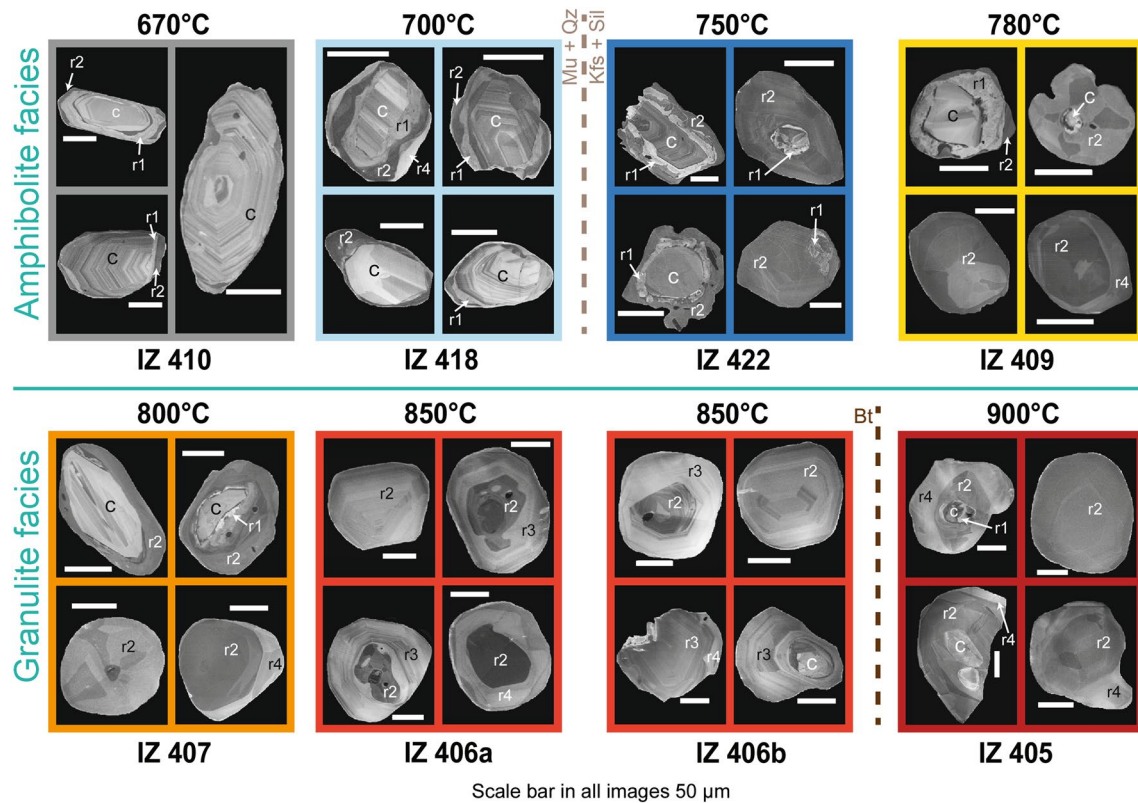 670°C
700°C
750°C
780°C
Amphibolite facies
Mu + Qz
Kfs + Sil
r2
c
r1
C
r1
C
r2
C
r1
r2
r4
r2
C
r1
r2
C
C
r1
C
r2
r1
r2
r1
r1
C
r2
r1
r2
C
r1
r2
C
r2
r2
r2
r4
IZ 410
IZ 418
IZ 422
IZ 409
800°C
850°C
850°C
900°C
Granulite facies
Bt
C
r2
C
r1
r2
r2
r2
r4
r2
r2
r3
r3
r2
r2
r4
r3
r2
r2
r3
r4
r3
C
r4
r2
c
r1
r2
r2
C
r4
r2
r4
IZ 407
IZ 406a
IZ 406b
IZ 405
Scale bar in all images 50 µm